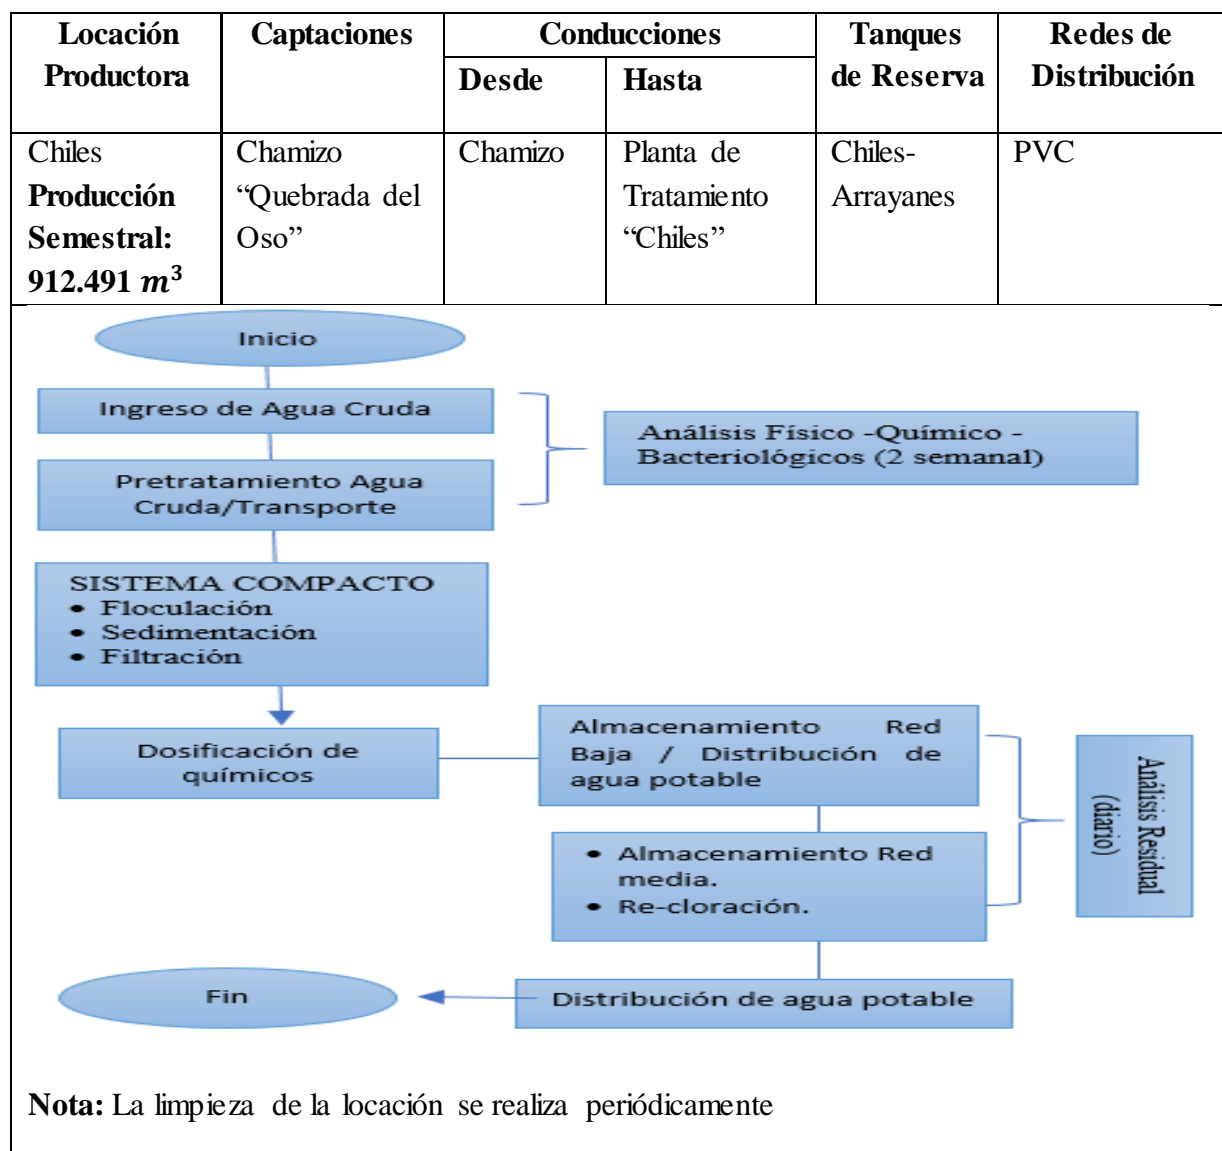 Locación
Productora
Captaciones
Conducciones
Desde
Hasta
Tanques
de Reserva
Redes de
Distribución
Chiles
Producción
Semestral:
912.491 m³
Chamizo
“Quebrada del
Oso”
Chamizo
Planta de
Tratamiento
“Chiles”
Chiles-
Arrayanes
PVC
Inicio
Ingreso de Agua Cruda
Pretratamiento Agua
Cruda/Transporte
Análisis Físico -Químico -
Bacteriológicos (2 semanal)
SISTEMA COMPACTO
• Floculación
• Sedimentación
• Filtración
Dosificación de
químicos
Almacenamiento Red
Baja / Distribución de
agua potable
• Almacenamiento Red
media.
• Re-cloración.
Análisis Residual
(diario)
Distribución de agua potable
Fin
Nota: La limpieza de la locación se realiza periódicamente